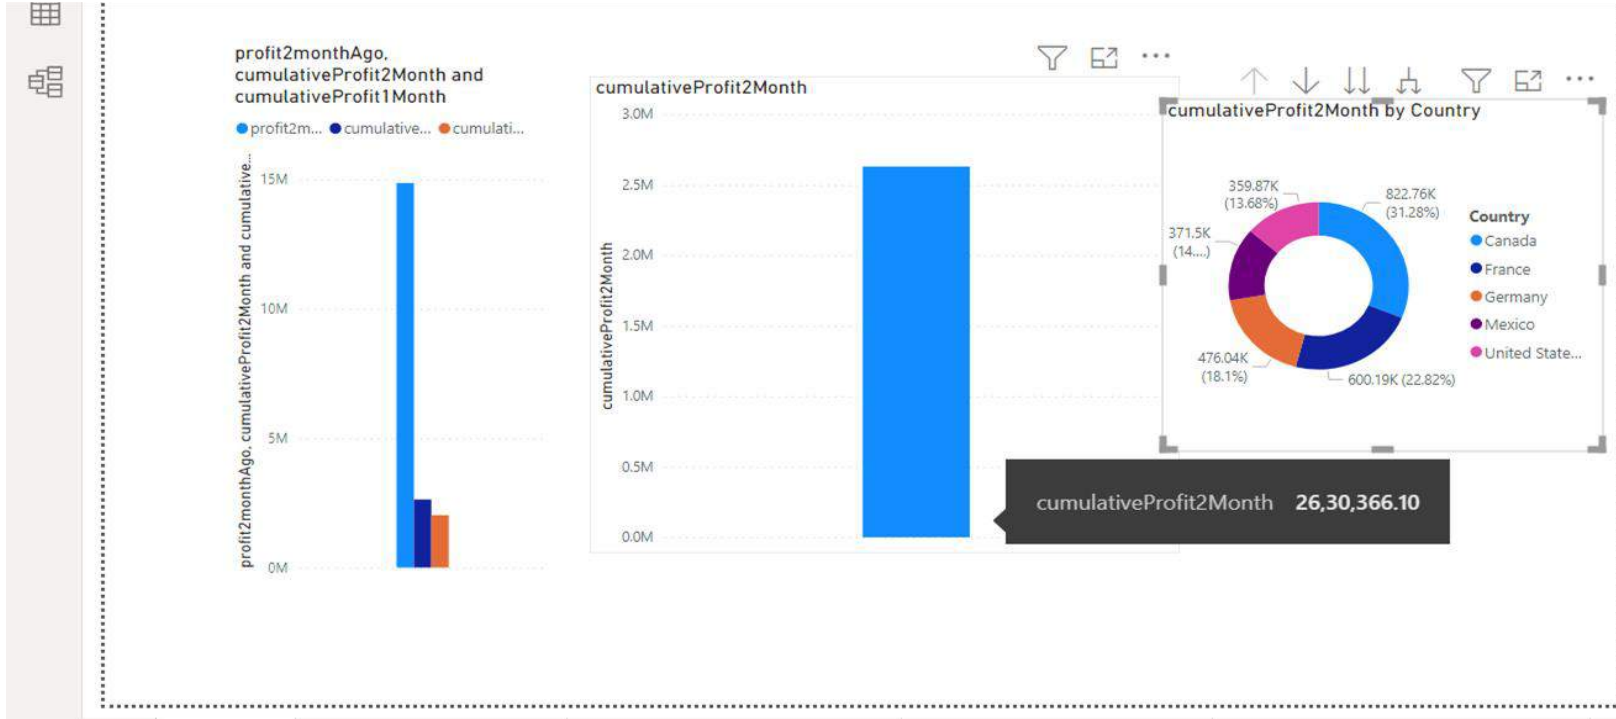 profit2monthAgo,
cumulativeProfit2Month and
cumulativeProfit1Month
profit2m... cumulative... cumulati...
profit2monthAgo, cumulativeProfit2Month and cumulative...
15M
10M
5M
0M
cumulativeProfit2Month
cumulativeProfit2Month
3.0M
2.5M
2.0M
1.5M
1.0M
0.5M
0.0M
cumulativeProfit2Month 26,30,366.10
cumulativeProfit2Month by Country
359.87K
(13.68%)
822.76K
(31.28%)
371.5K
(14....)
476.04K
(18.1%)
600.19K (22.82%)
Country
Canada
France
Germany
Mexico
United State...